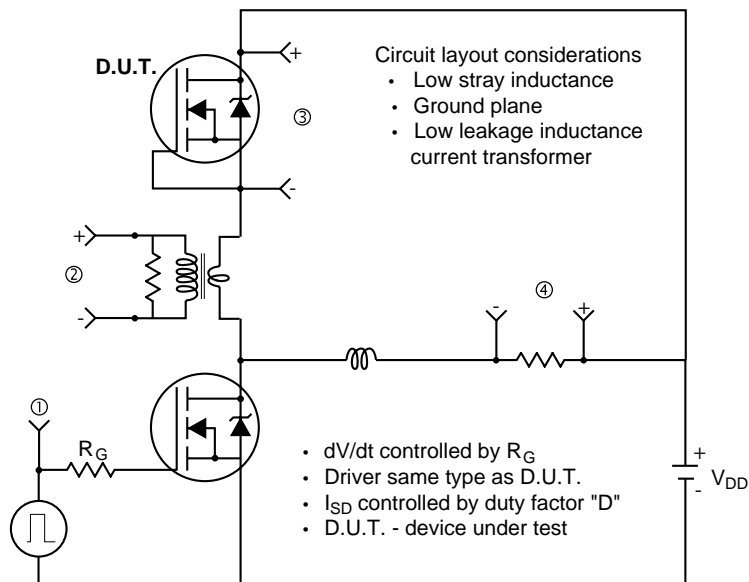 D.U.T.
+
Circuit layout considerations
• Low stray inductance
• Ground plane
• Low leakage inductance
current transformer
③
-
+
②
-
④
- +
①
R_G
• dV/dt controlled by R_G
• Driver same type as D.U.T.
• I_SD controlled by duty factor "D"
• D.U.T. - device under test
+
V_DD
-